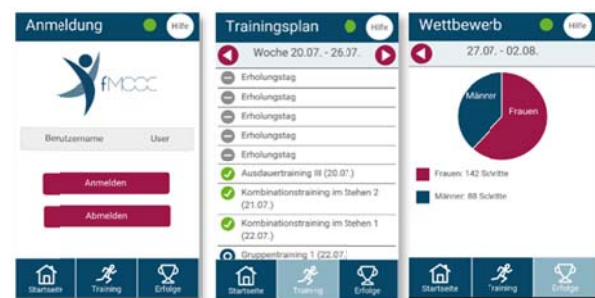 Anmeldung
Hilfe
fMOOC
Benutzername User
Anmelden
Abmelden
Startseite Training Erfolge
Trainingsplan
Hilfe
Woche 20.07. - 26.07.
Erholungstag
Erholungstag
Erholungstag
Erholungstag
Erholungstag
Ausdauertraining III (20.07.)
Kombinationstraining im Stehen 2
(21.07.)
Kombinationstraining im Stehen 1
(22.07.)
Gruppentraining 1 (22.07.)
Startseite Training Erfolge
Wettbewerb
Hilfe
27.07. - 02.08.
Männer
Frauen
Frauen: 142 Schritte
Männer: 88 Schritte
Startseite Training Erfolge